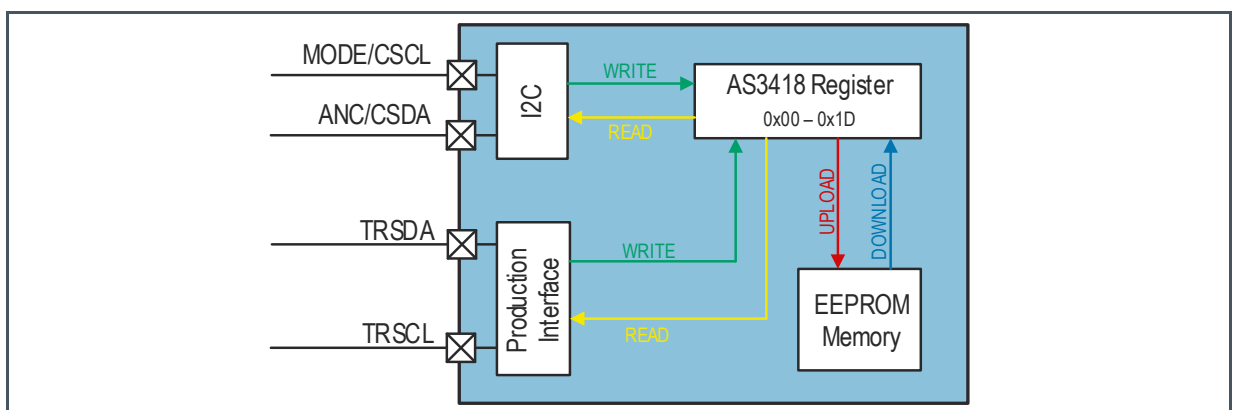 MODE/CSCL
ANC/CSDA
I2C
WRITE
READ
AS3418 Register
0x00 – 0x1D
UPLOAD
DOWNLOAD
TRSDA
TRSCL
Production
Interface
WRITE
READ
EEPROM
Memory